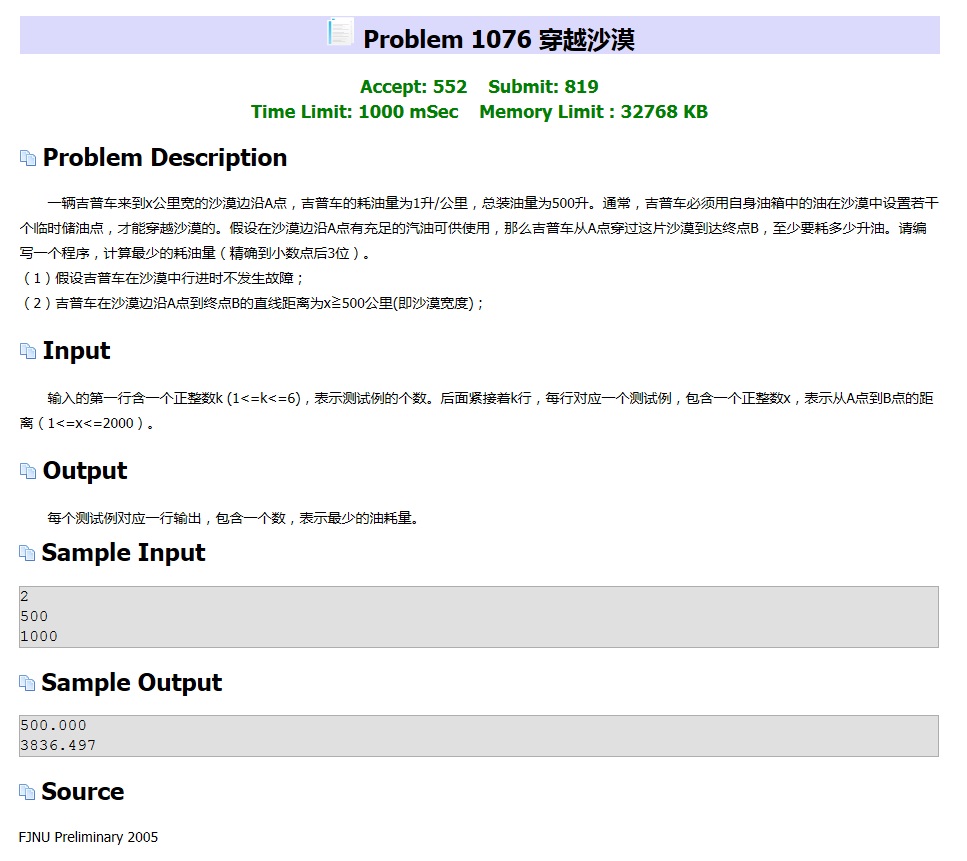 Problem 1076 穿越沙漠
Accept: 552 Submit: 819
Time Limit: 1000 mSec Memory Limit : 32768 KB
Problem Description
一辆吉普车来到x公里宽的沙漠边沿A点，吉普车的耗油量为1升/公里，总装油量为500升。通常，吉普车必须用自身油箱中的油在沙漠中设置若干
个临时储油点，才能穿越沙漠的。假设在沙漠边沿A点有充足的汽油可供使用，那么吉普车从A点穿过这片沙漠到达终点B，至少要耗多少升油。请编
写一个程序，计算最少的耗油量（精确到小数点后3位）。
（1）假设吉普车在沙漠中行进时不发生故障；
（2）吉普车在沙漠边沿A点到终点B的直线距离为x≧500公里(即沙漠宽度)；
Input
输入的第一行含一个正整数k (1<=k<=6)，表示测试例的个数。后面紧接着k行，每行对应一个测试例，包含一个正整数x，表示从A点到B点的距
离（1<=x<=2000）。
Output
每个测试例对应一行输出，包含一个数，表示最少的油耗量。
Sample Input
2
500
1000
Sample Output
500.000
3836.497
Source
FJNU Preliminary 2005